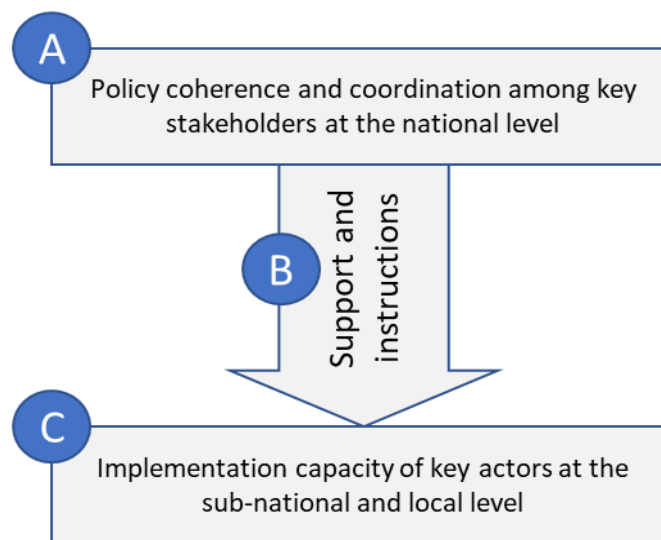 A
Policy coherence and coordination among key
stakeholders at the national level
B
Support and
instructions
C
Implementation capacity of key actors at the
sub-national and local level